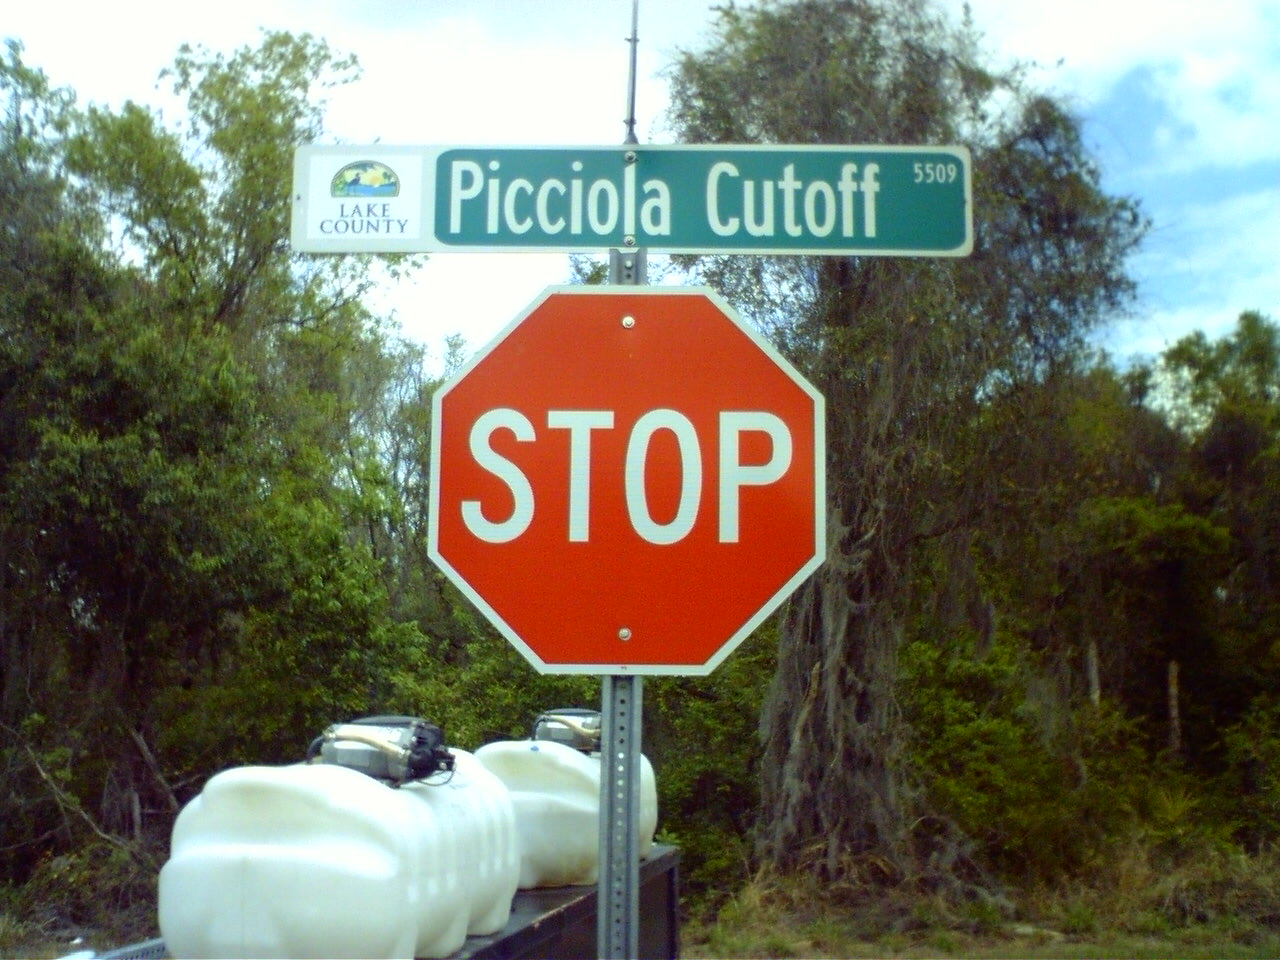 LAKE
COUNTY
Picciola Cutoff 5509
STOP